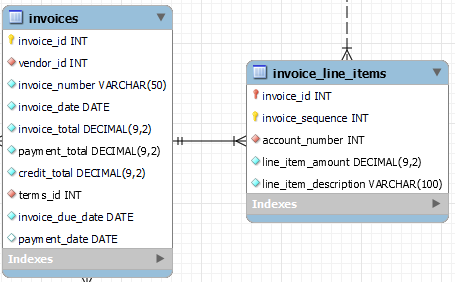 invoices
invoice_id INT
vendor_id INT
invoice_number VARCHAR(50)
invoice_date DATE
invoice_total DECIMAL(9,2)
payment_total DECIMAL(9,2)
credit_total DECIMAL(9,2)
terms_id INT
invoice_due_date DATE
payment_date DATE
Indexes
invoice_line_items
invoice_id INT
invoice_sequence INT
account_number INT
line_item_amount DECIMAL(9,2)
line_item_description VARCHAR(100)
Indexes